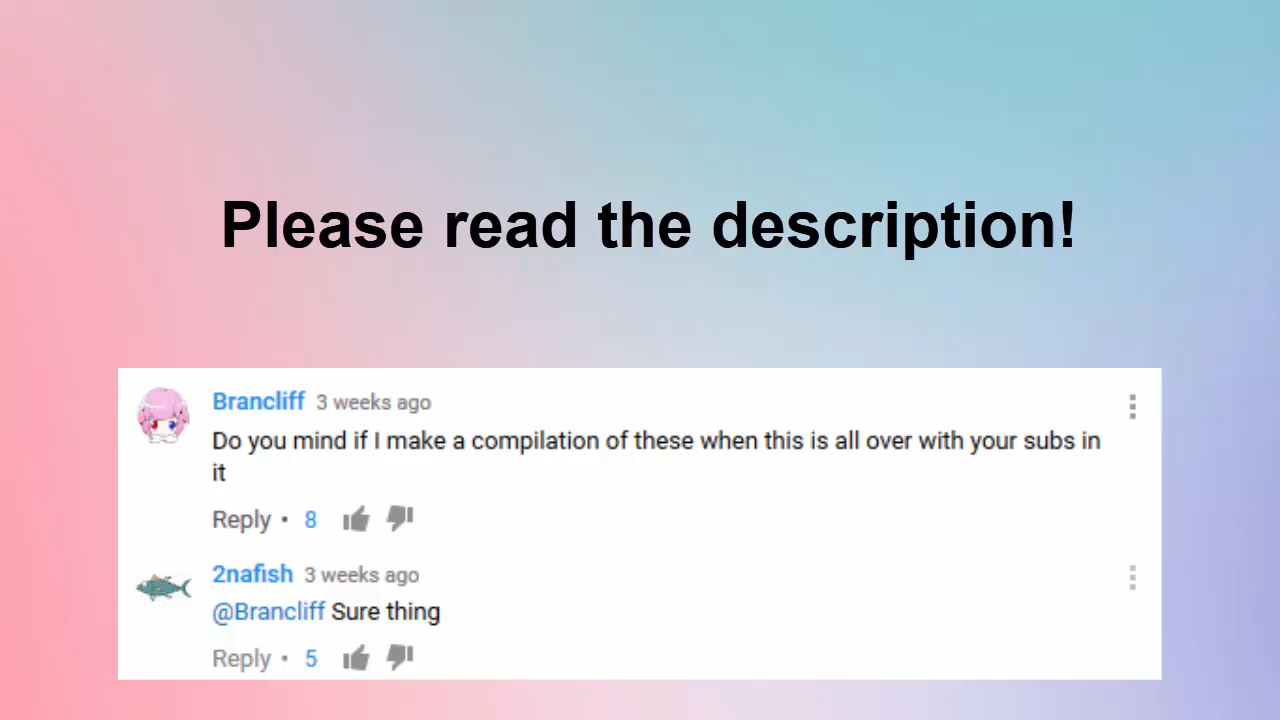 Please read the description!
Brancliff 3 weeks ago
Do you mind if I make a compilation of these when this is all over with your subs in
it
Reply • 8
2nafish 3 weeks ago
@Brancliff Sure thing
Reply • 5